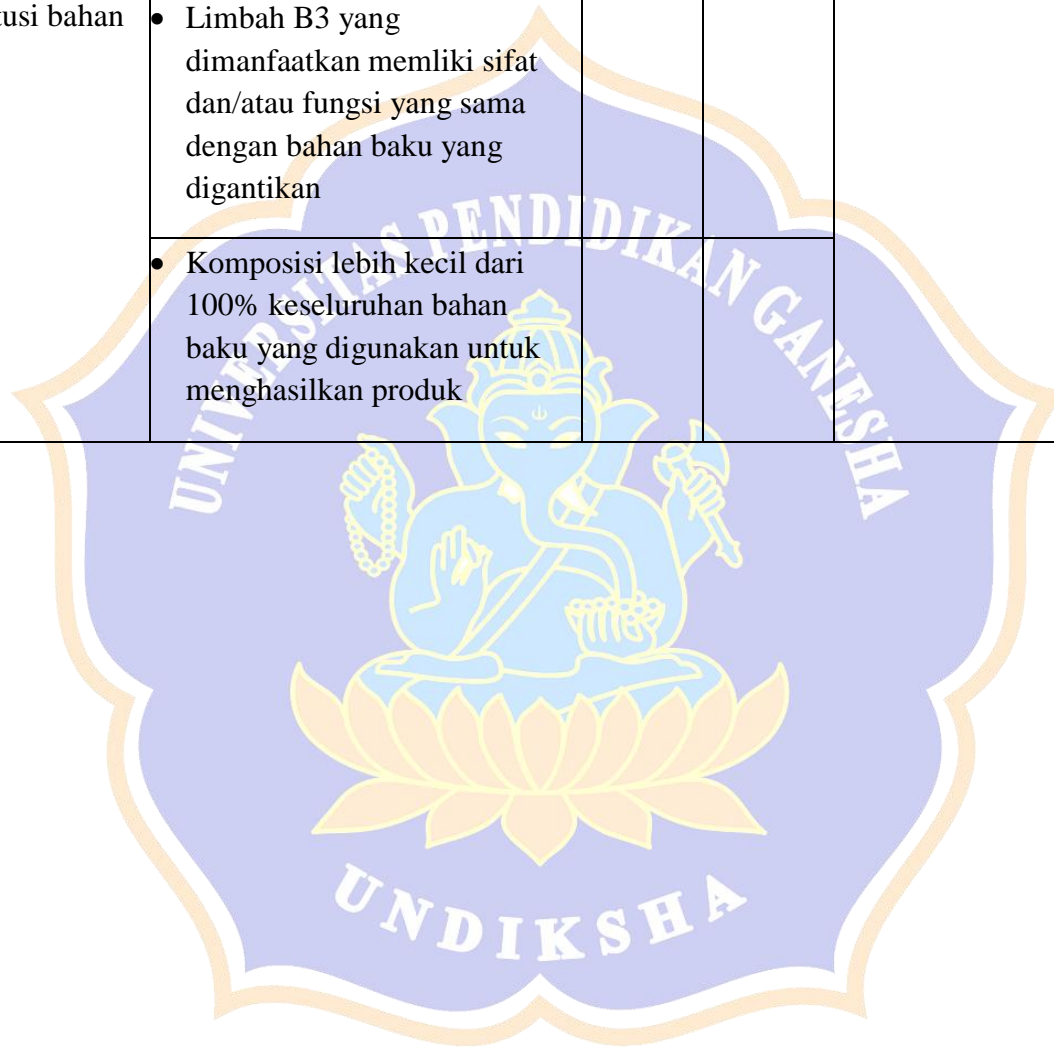 tusi bahan
• Limbah B3 yang
dimanfaatkan memliki sifat
dan/atau fungsi yang sama
dengan bahan baku yang
digantikan
• Komposisi lebih kecil dari
100% keseluruhan bahan
baku yang digunakan untuk
menghasilkan produk
UNIVERSITAS PENDIDIKAN GANESHA
UNDIKSHA